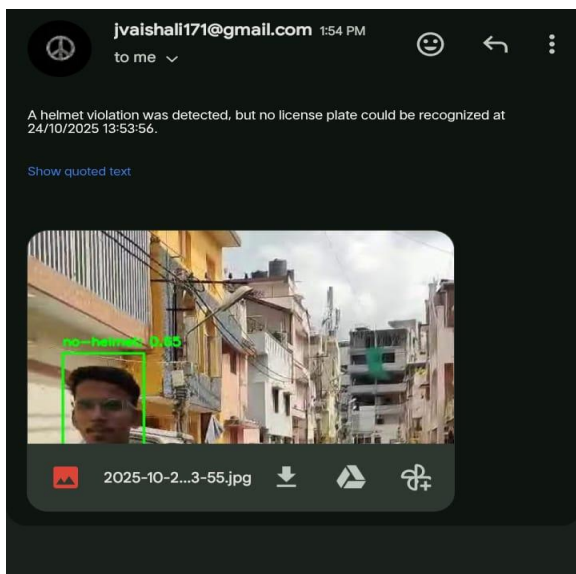 jvaishali171@gmail.com 1:54 PM
to me
A helmet violation was detected, but no license plate could be recognized at
24/10/2025 13:53:56.
Show quoted text
no-helmet: 0.65
2025-10-2...3-55.jpg